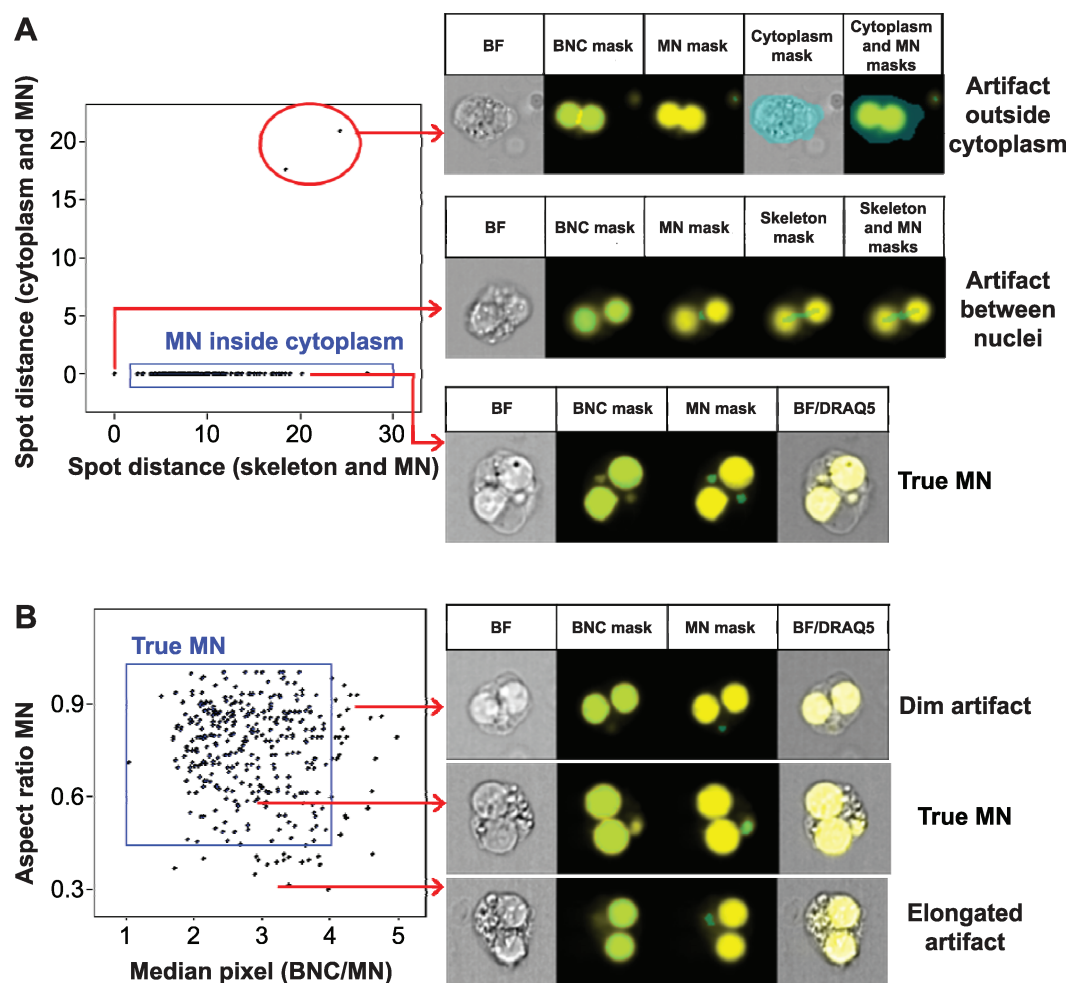 A
Spot distance (cytoplasm and MN)
20
15
10
5
0
MN inside cytoplasm
0
10
20
30
Spot distance (skeleton and MN)
BF
BNC mask
MN mask
Cytoplasm
mask
Cytoplasm
and MN
masks
Artifact
outside
cytoplasm
BF
BNC mask
MN mask
Skeleton
mask
Skeleton
and MN
masks
Artifact
between
nuclei
BF
BNC mask
MN mask
BF/DRAQ5
True MN
B
Aspect ratio MN
0.9
0.6
0.3
True MN
1
2
3
4
5
Median pixel (BNC/MN)
BF
BNC mask
MN mask
BF/DRAQ5
Dim artifact
True MN
Elongated
artifact